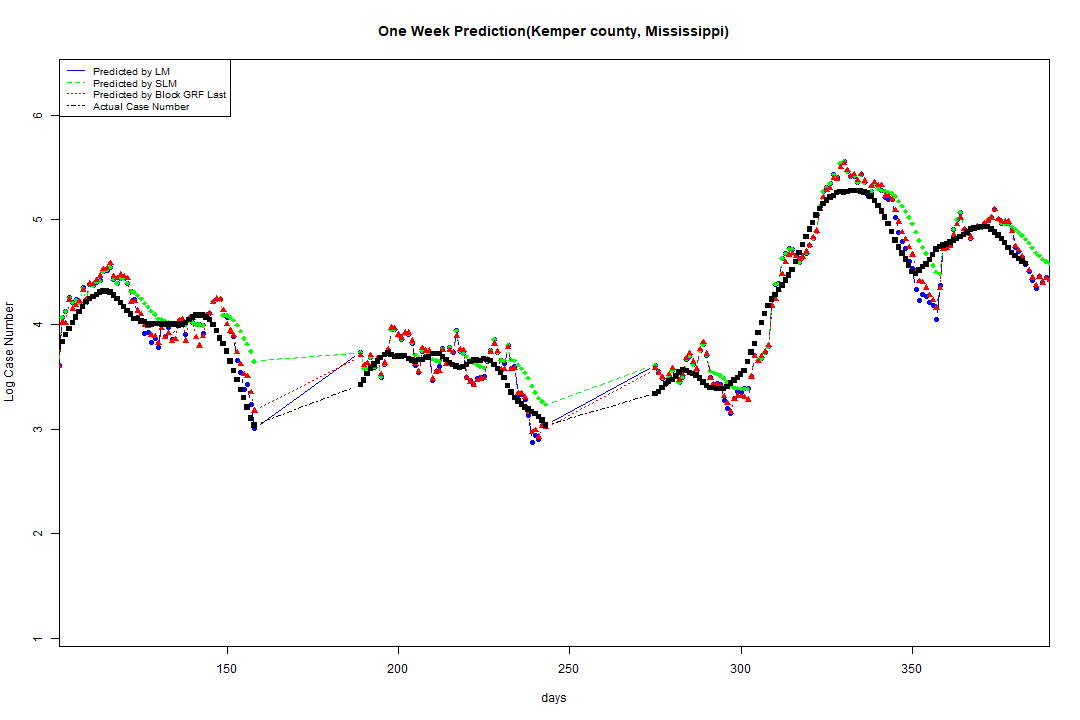 One Week Prediction(Kemper county, Mississippi)
Predicted by LM
Predicted by SLM
Predicted by Block GRF Last
Actual Case Number
Log Case Number
6
5
4
3
2
1
150 200 250 300 350
days